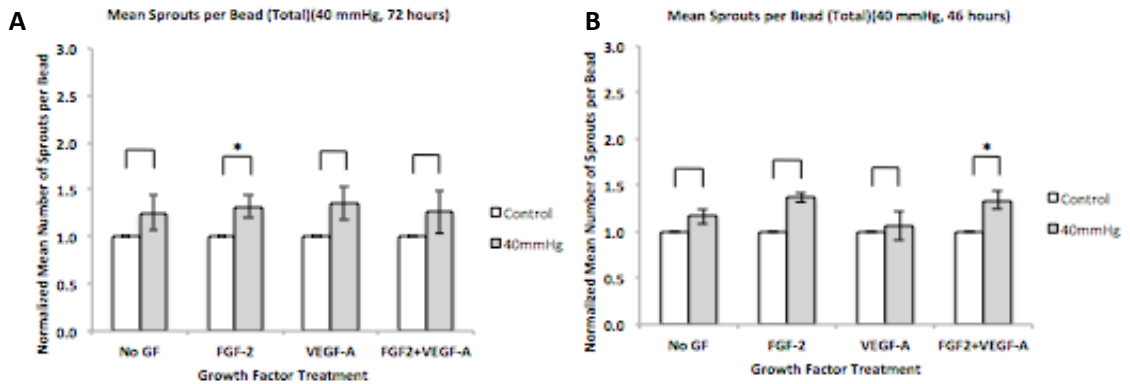 A
Mean Sprouts per Bead (Total)(40 mmHg, 72 hours)
Normalized Mean Number of Sprouts per Bead
3.0
2.5
2.0
1.5
1.0
0.5
0.0
*
No GF FGF-2 VEGF-A FGF2+VEGF-A
Growth Factor Treatment
Control
40mmHg
B
Mean Sprouts per Bead (Total)(40 mmHg, 46 hours)
Normalized Mean Number of Sprouts per Bead
3.0
2.5
2.0
1.5
1.0
0.5
0.0
*
No GF FGF-2 VEGF-A FGF2+VEGF-A
Growth Factor Treatment
Control
40mmHg